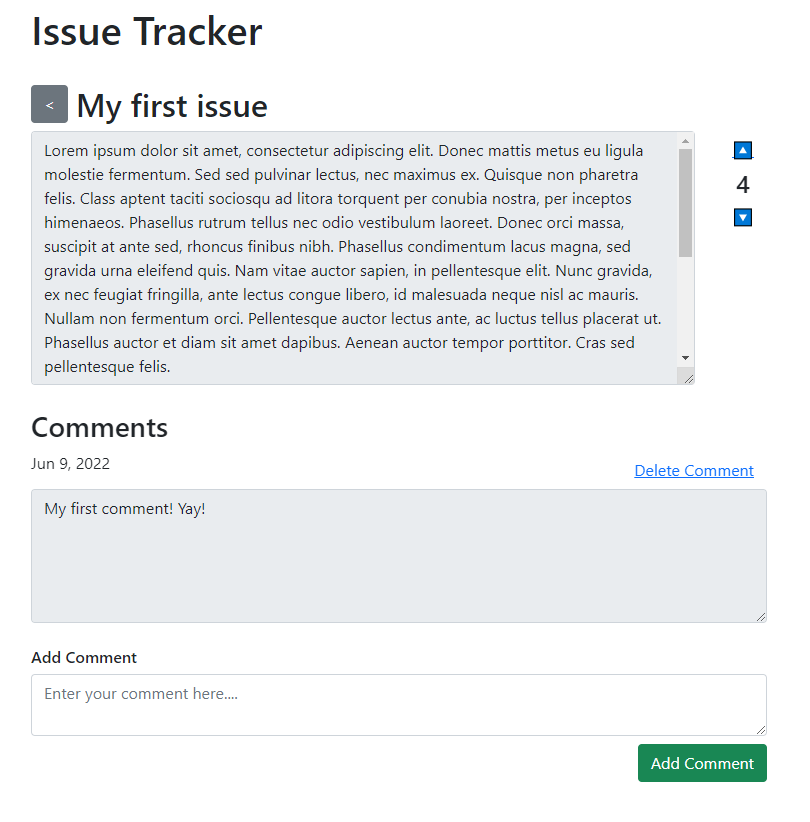 Issue Tracker
< My first issue
Lorem ipsum dolor sit amet, consectetur adipiscing elit. Donec mattis metus eu ligula
molestie fermentum. Sed sed pulvinar lectus, nec maximus ex. Quisque non pharetra
felis. Class aptent taciti sociosqu ad litora torquent per conubia nostra, per inceptos
himenaeos. Phasellus rutrum tellus nec odio vestibulum laoreet. Donec orci massa,
suscipit at ante sed, rhoncus finibus nibh. Phasellus condimentum lacus magna, sed
gravida urna eleifend quis. Nam vitae auctor sapien, in pellentesque elit. Nunc gravida,
ex nec feugiat fringilla, ante lectus congue libero, id malesuada neque nisl ac mauris.
Nullam non fermentum orci. Pellentesque auctor lectus ante, ac luctus tellus placerat ut.
Phasellus auctor et diam sit amet dapibus. Aenean auctor tempor porttitor. Cras sed
pellentesque felis.
4
Comments
Jun 9, 2022
Delete Comment
My first comment! Yay!
Add Comment
Enter your comment here....
Add Comment